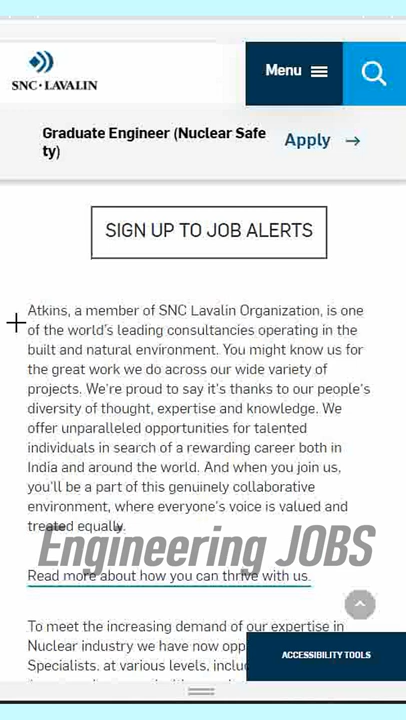 SNC·LAVALIN
Menu
Graduate Engineer (Nuclear Safe
ty)
Apply →
SIGN UP TO JOB ALERTS
Atkins, a member of SNC Lavalin Organization, is one
of the world's leading consultancies operating in the
built and natural environment. You might know us for
the great work we do across our wide variety of
projects. We're proud to say it's thanks to our people's
diversity of thought, expertise and knowledge. We
offer unparalleled opportunities for talented
individuals in search of a rewarding career both in
India and around the world. And when you join us,
you'll be a part of this genuinely collaborative
environment, where everyone's voice is valued and
treated equally.
Engineering JOBS
Read more about how you can thrive with us.
To meet the increasing demand of our expertise in
Nuclear industry we have now opp
Specialists. at various levels, includ
ACCESSIBILITY TOOLS